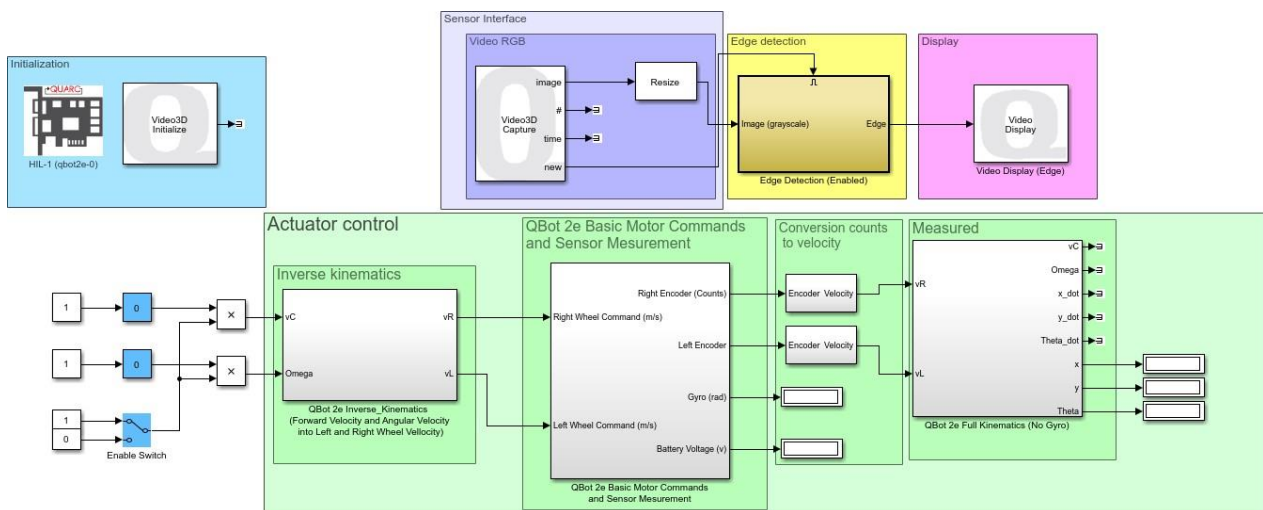 Initialization
QUARC
HIL-1 (qbot2e-0)
Video3D
Initialize
Sensor Interface
Video RGB
Video3D
Capture
image
#
time
new
Resize
Edge detection
Image (grayscale)
Edge
Edge Detection (Enabled)
Display
Video
Display
Video Display (Edge)
1
0
×
1
0
×
1
0
Enable Switch
Actuator control
Inverse kinematics
vC
Omega
vR
vL
QBot 2e Inverse_Kinematics
(Forward Velocity and Angular Velocity
into Left and Right Wheel Vellocity)
QBot 2e Basic Motor Commands
and Sensor Mesurement
Right Wheel Command (m/s)
Left Wheel Command (m/s)
Right Encoder (Counts)
Left Encoder
Gyro (rad)
Battery Voltage (v)
QBot 2e Basic Motor Commands
and Sensor Mesurement
Conversion counts
to velocity
Encoder Velocity
Encoder Velocity
Measured
vR
vL
vC
Omega
x_dot
y_dot
Theta_dot
x
y
Theta
QBot 2e Full Kinematics (No Gyro)